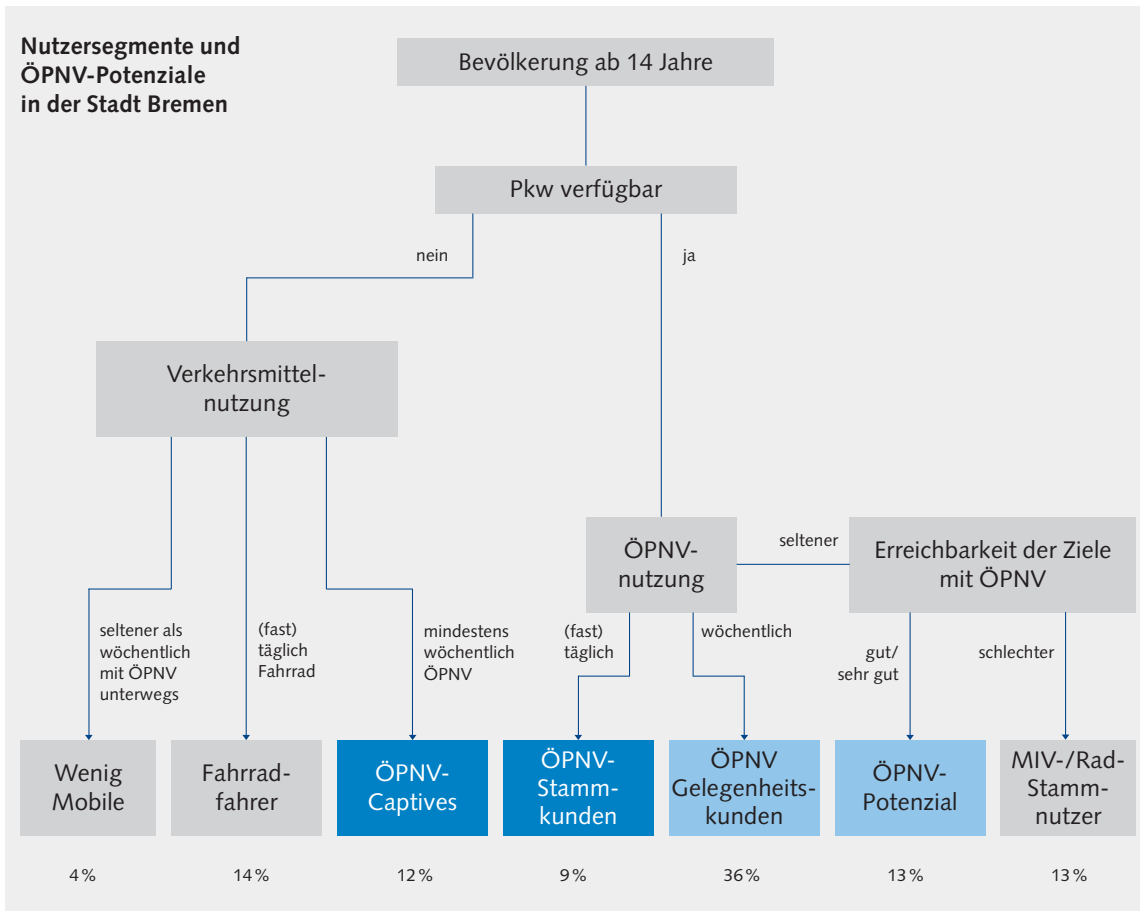 Nutzersegmente und
ÖPNV-Potenziale
in der Stadt Bremen
Bevölkerung ab 14 Jahre
Pkw verfügbar
nein
ja
Verkehrsmittel-
nutzung
ÖPNV-
nutzung
seltener
Erreichbarkeit der Ziele
mit ÖPNV
seltener als
wöchentlich
mit ÖPNV
unterwegs
(fast)
täglich
Fahrrad
mindestens
wöchentlich
ÖPNV
(fast)
täglich
wöchentlich
gut/
sehr gut
schlechter
Wenig
Mobile
Fahrrad-
fahrer
ÖPNV-
Captives
ÖPNV-
Stamm-
kunden
ÖPNV
Gelegenheits-
kunden
ÖPNV-
Potenzial
MIV-/Rad-
Stamm-
nutzer
4 %
14 %
12 %
9 %
36 %
13 %
13 %